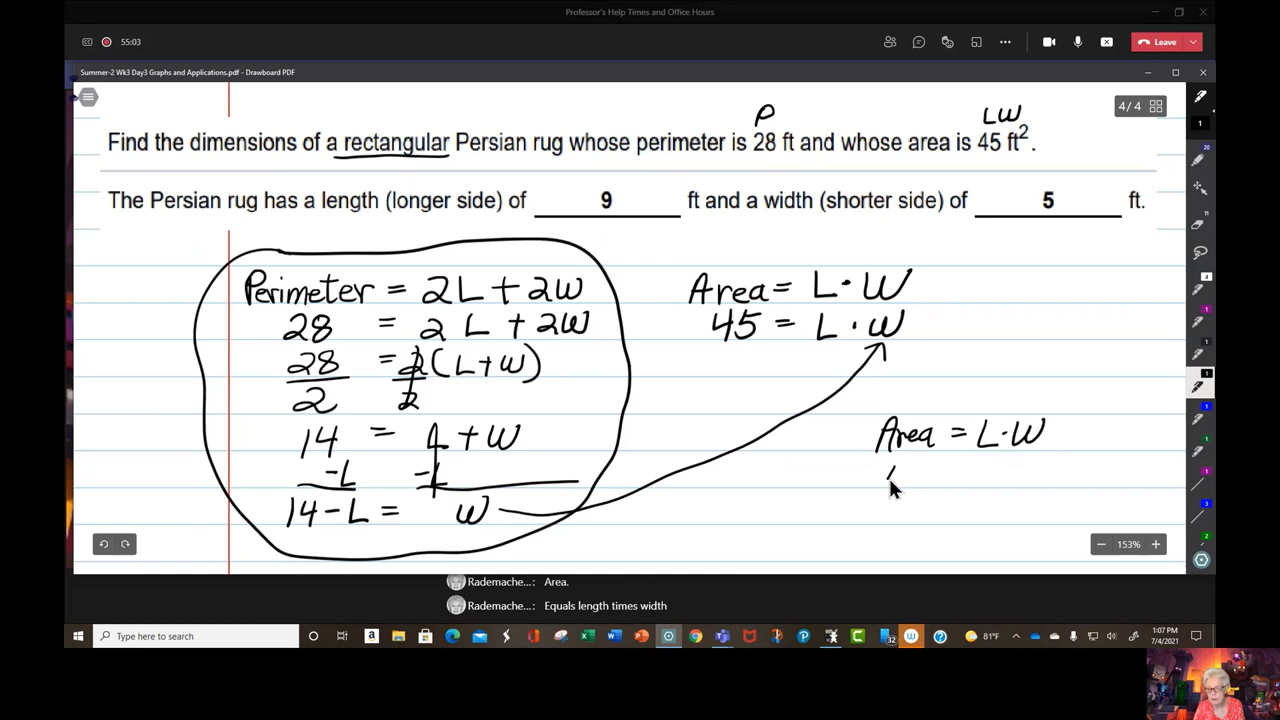 Professor's Help Times and Office Hours
55:03
Leave
Summer-2 Wk3 Day3 Graphs and Applications.pdf - Drawboard PDF
4/4
P
LW
Find the dimensions of a rectangular Persian rug whose perimeter is 28 ft and whose area is 45 ft².
The Persian rug has a length (longer side) of 9 ft and a width (shorter side) of 5 ft.
Perimeter = 2L + 2W
28 = 2L + 2W
28 = 2(L+W)
2 2
14 = L + W
-L -L
14-L = W
Area = L·W
45 = L·W
Area = L·W
153%
Rademache...: Area.
Rademache...: Equals length times width
Type here to search
81°F
1:07 PM
7/4/2021